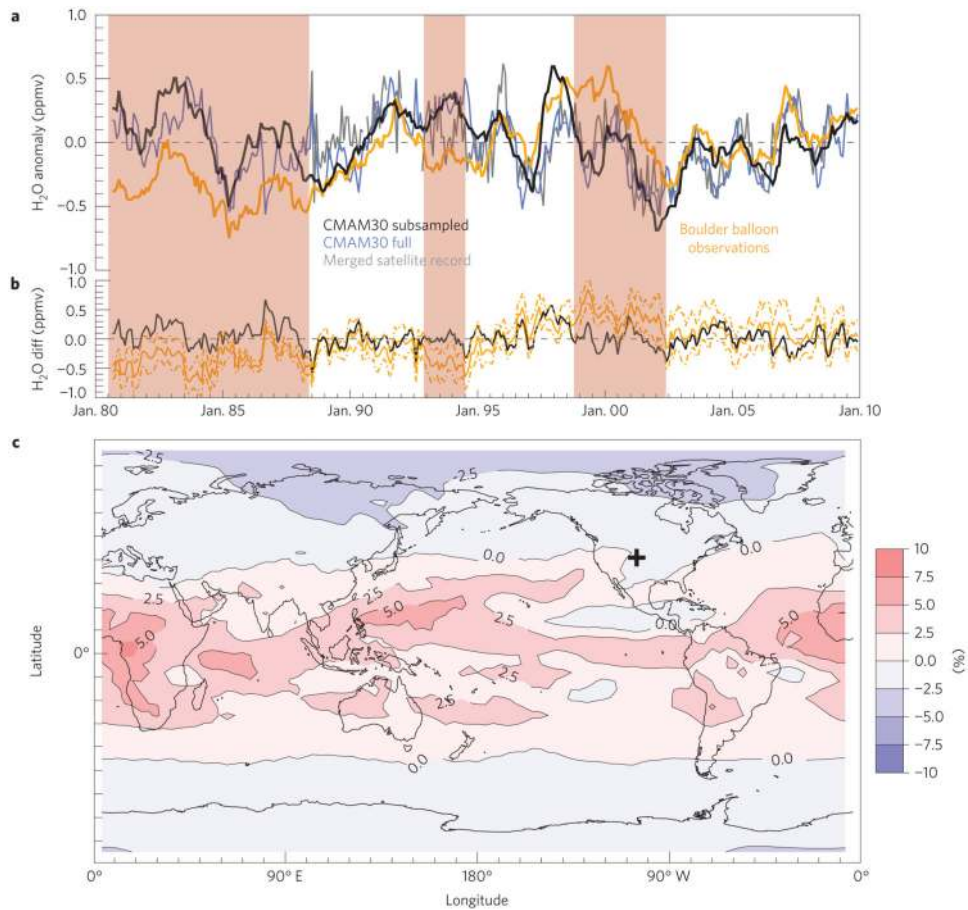 a
1.0
0.5
0.0
−0.5
−1.0
H₂O anomaly (ppmv)
CMAM30 subsampled
CMAM30 full
Merged satellite record
Boulder balloon
observations
b
1.0
0.5
0.0
−0.5
−1.0
H₂O diff (ppmv)
Jan. 80
Jan. 85
Jan. 90
Jan. 95
Jan. 00
Jan. 05
Jan. 10
c
−2.5
−2.5
0.0
0.0
2.5
2.5
5.0
5.0
0.0
5.0
2.5
2.5
2.5
0.0
0.0
Latitude
0°
0°
90° E
180°
90° W
0°
Longitude
10
7.5
5.0
2.5
0.0
−2.5
−5.0
−7.5
−10
(%)